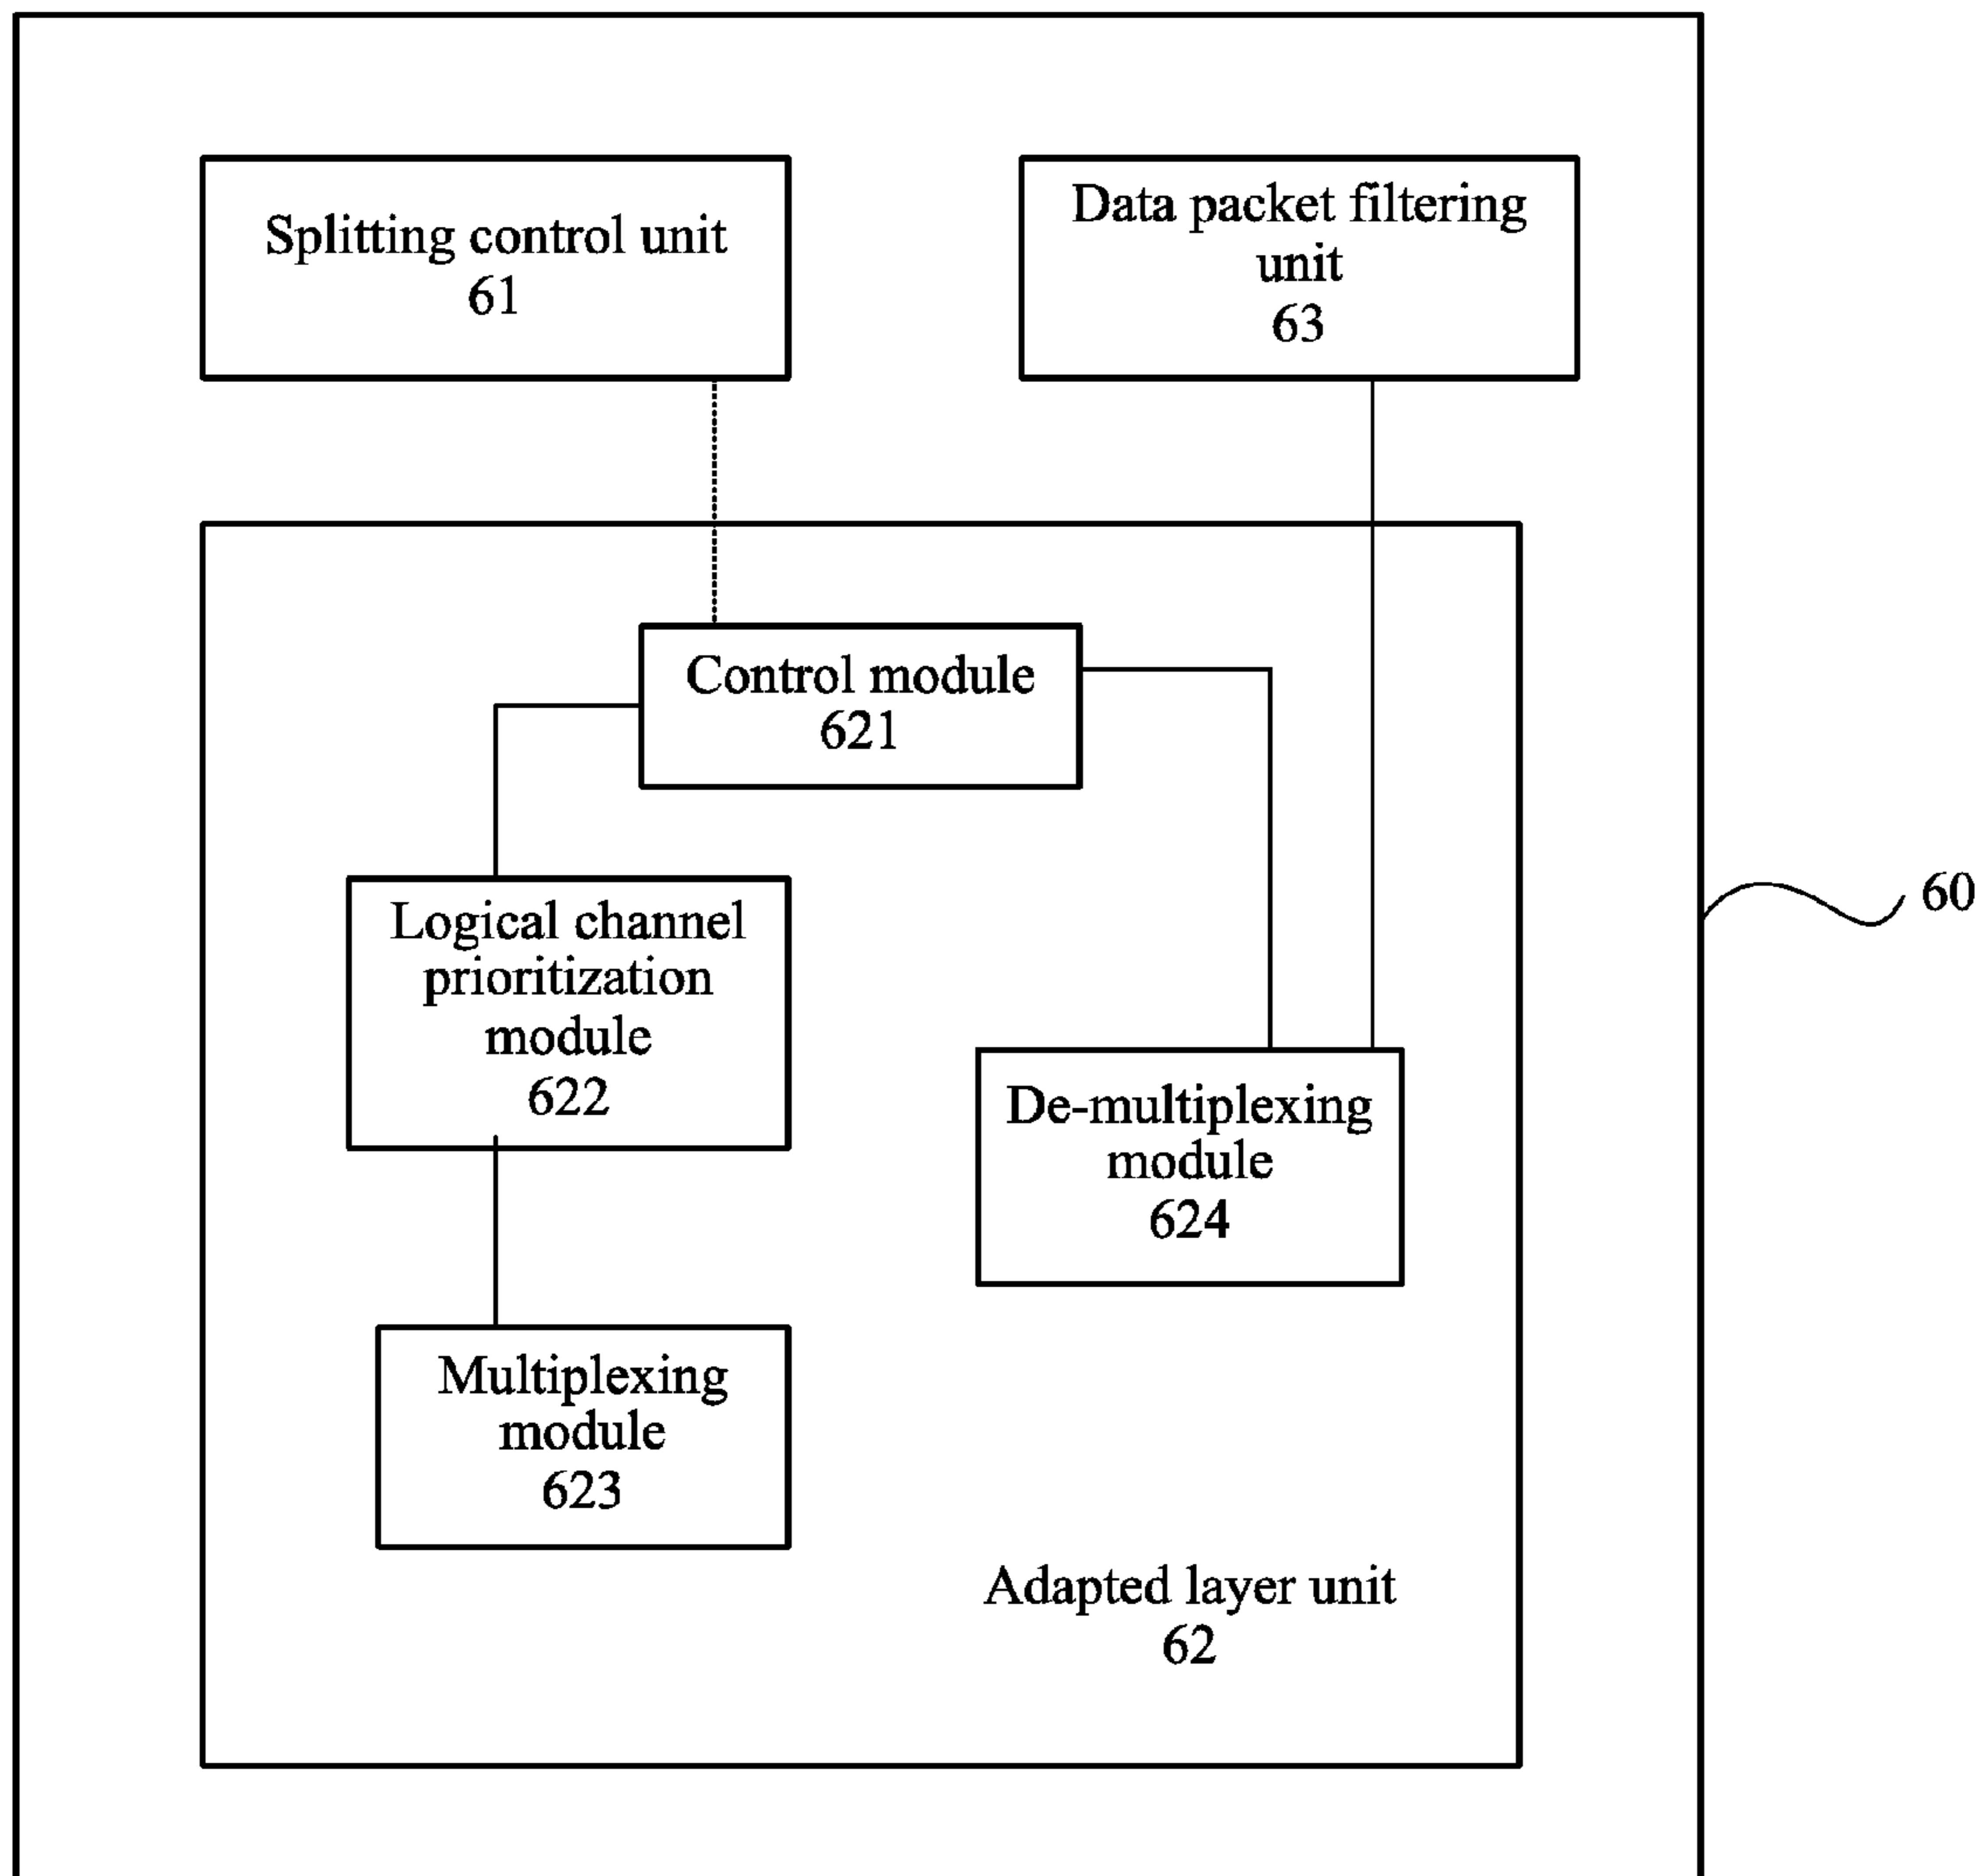 Splitting control unit
61
Data packet filtering
unit
63
Control module
621
Logical channel
prioritization
module
622
De-multiplexing
module
624
Multiplexing
module
623
Adapted layer unit
62
60